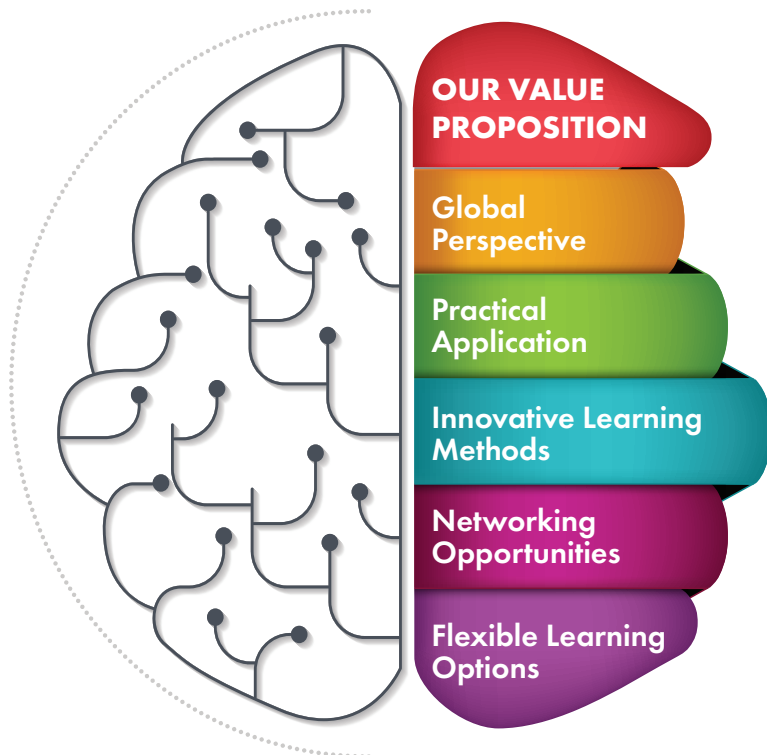 OUR VALUE
PROPOSITION
Global
Perspective
Practical
Application
Innovative Learning
Methods
Networking
Opportunities
Flexible Learning
Options